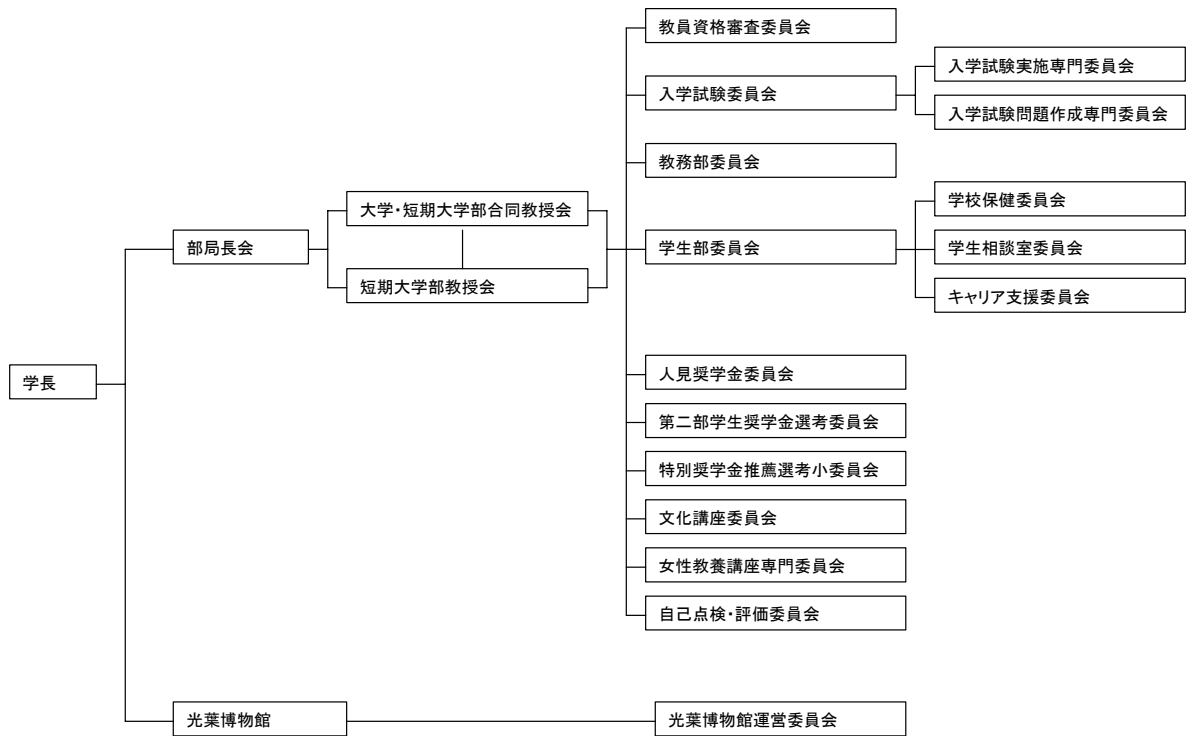 教員資格審査委員会
入学試験実施専門委員会
入学試験委員会
入学試験問題作成専門委員会
教務部委員会
大学・短期大学部合同教授会
学校保健委員会
部局長会
学生部委員会
学生相談室委員会
短期大学部教授会
キャリア支援委員会
学長
人見奨学金委員会
第二部学生奨学金選考委員会
特別奨学金推薦選考小委員会
文化講座委員会
女性教養講座専門委員会
自己点検・評価委員会
光葉博物館
光葉博物館運営委員会